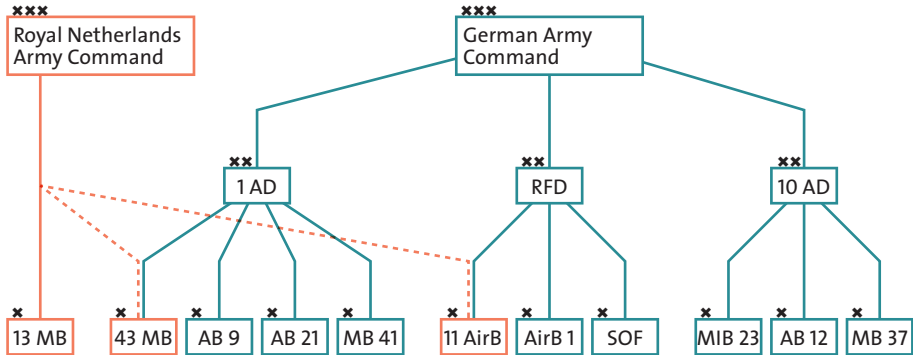 ××× ×××
Royal Netherlands
Army Command
German Army
Command
×× ×× ××
1 AD RFD 10 AD
× × × × × × × × × × ×
13 MB 43 MB AB 9 AB 21 MB 41 11 AirB AirB 1 SOF MIB 23 AB 12 MB 37